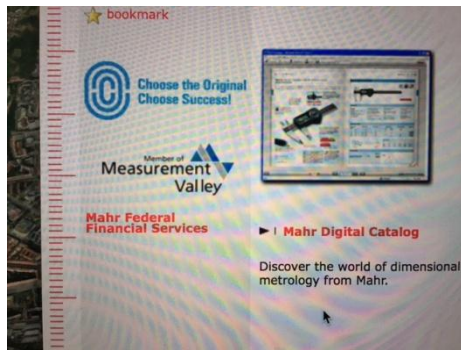 bookmark
Choose the Original
Choose Success!
Member of
Measurement
Valley
Mahr Federal
Financial Services
Mahr Digital Catalog
Discover the world of dimensional
metrology from Mahr.